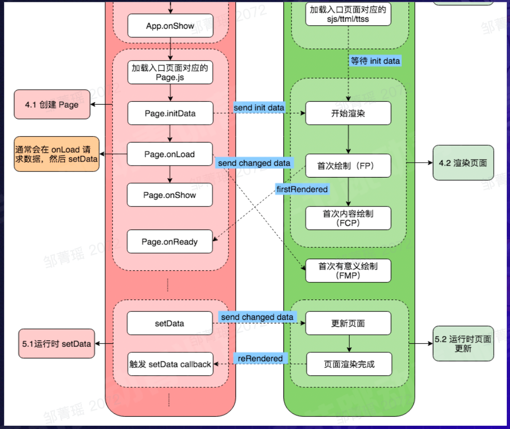 加载入口页面对应的
sjs/ttml/ttss
App.onShow
等待 init data
加载入口页面对应的
Page.js
4.1 创建 Page
send init data
Page.initData
开始渲染
通常会在 onLoad 请
求数据，然后 setData
Page.onLoad
send changed data
首次绘制（FP）
4.2 渲染页面
firstRendered
Page.onShow
首次内容绘制
（FCP）
Page.onReady
首次有意义绘制
（FMP）
send changed data
setData
更新页面
5.1运行时 setData
5.2 运行时页面
更新
reRendered
触发 setData callback
页面渲染完成
邹菁瑶 2072